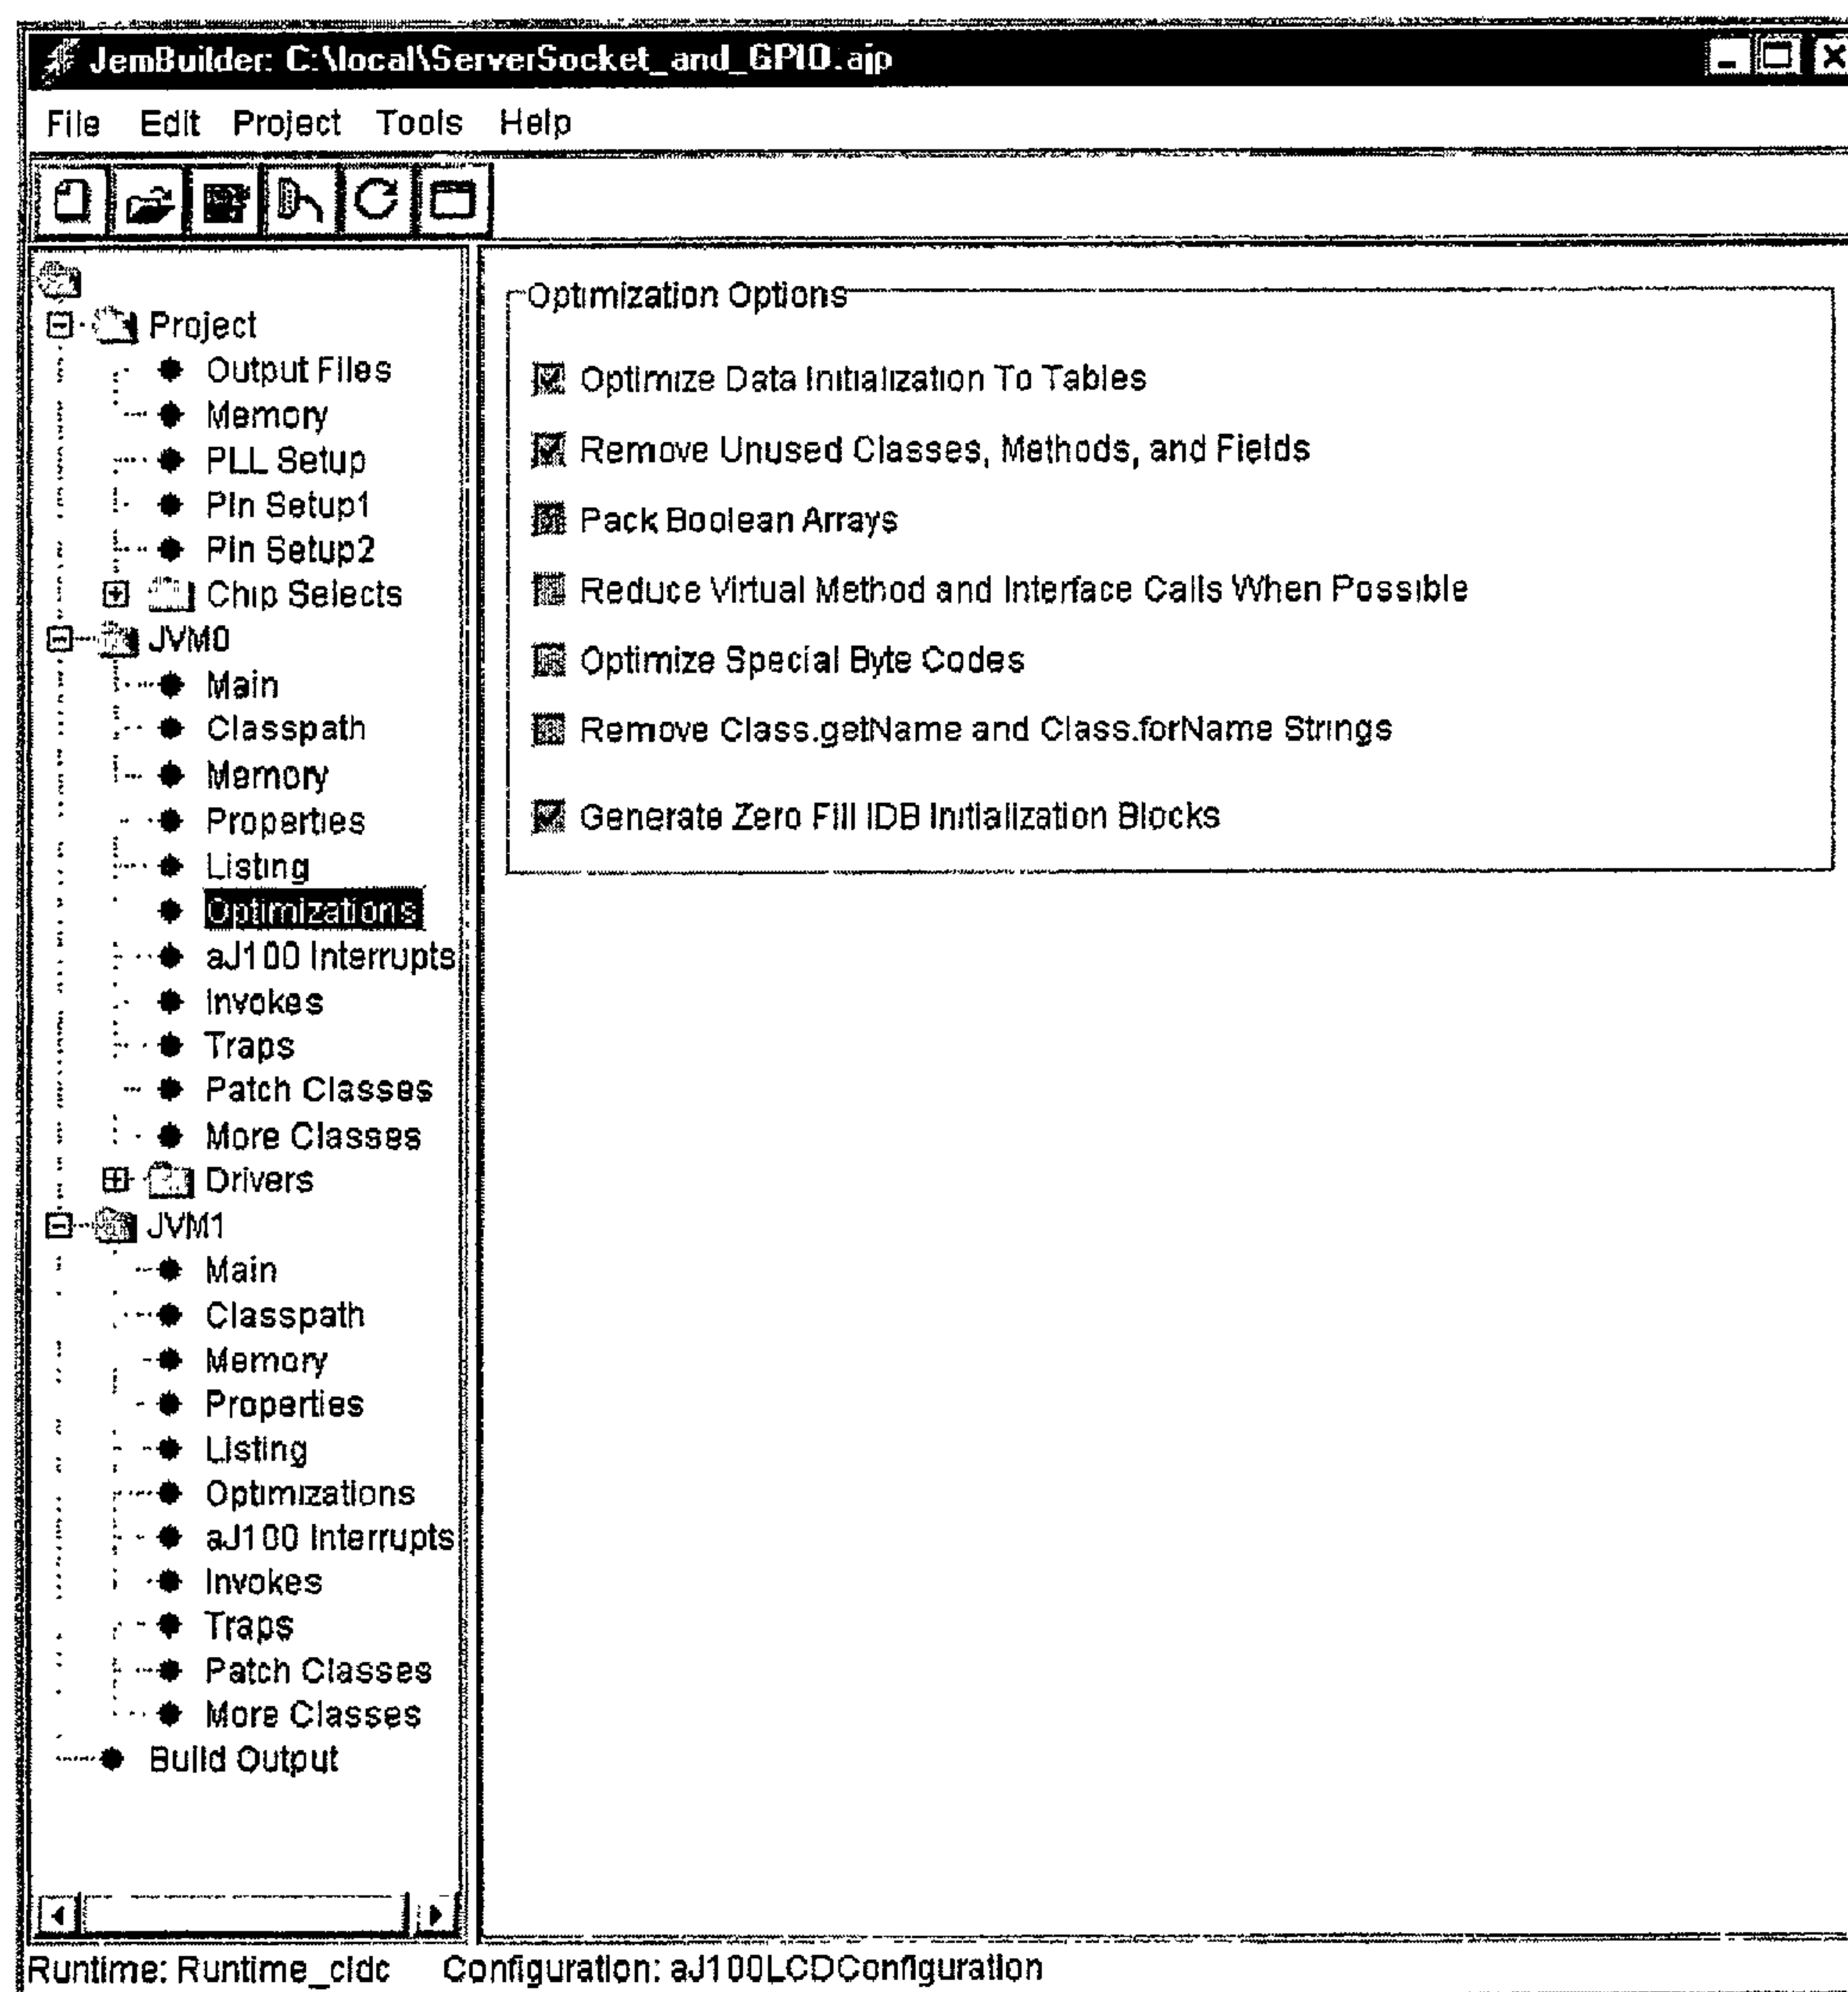 JemBuilder: C:\local\ServerSocket_and_GPIO.ajp
File Edit Project Tools Help
Project
Output Files
Memory
PLL Setup
Pin Setup1
Pin Setup2
Chip Selects
JVM0
Main
Classpath
Memory
Properties
Listing
Optimizations
aJ100 Interrupts
Invokes
Traps
Patch Classes
More Classes
Drivers
JVM1
Main
Classpath
Memory
Properties
Listing
Optimizations
aJ100 Interrupts
Invokes
Traps
Patch Classes
More Classes
Build Output
Optimization Options
Optimize Data Initialization To Tables
Remove Unused Classes, Methods, and Fields
Pack Boolean Arrays
Reduce Virtual Method and Interface Calls When Possible
Optimize Special Byte Codes
Remove Class.getName and Class.forName Strings
Generate Zero Fill IDB Initialization Blocks
Runtime: Runtime_cldc Configuration: aJ100LCDConfiguration